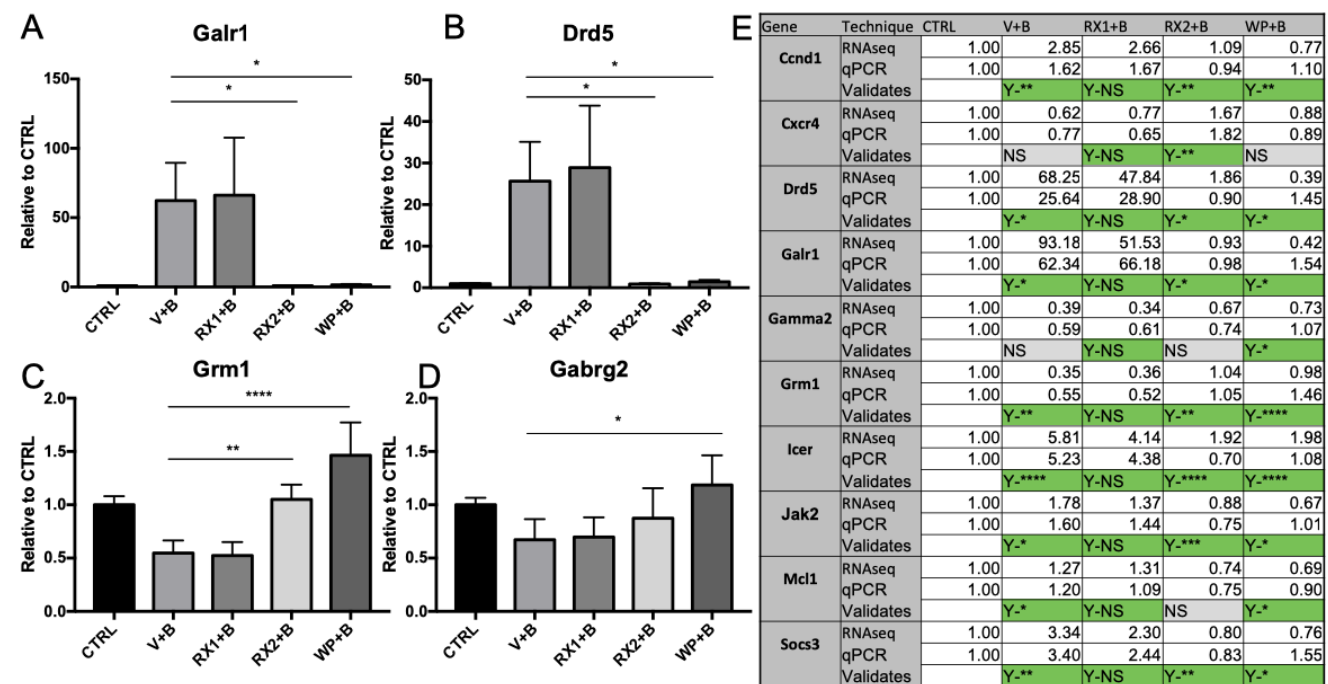 A
Galr1
Relative to CTRL
150
100
50
0
*
*
CTRL
V+B
RX1+B
RX2+B
WP+B
B
Drd5
Relative to CTRL
50
40
30
20
10
0
*
*
CTRL
V+B
RX1+B
RX2+B
WP+B
C
Grm1
Relative to CTRL
2.0
1.5
1.0
0.5
0.0
****
**
CTRL
V+B
RX1+B
RX2+B
WP+B
D
Gabrg2
Relative to CTRL
2.0
1.5
1.0
0.5
0.0
*
CTRL
V+B
RX1+B
RX2+B
WP+B
E
Gene Technique CTRL V+B RX1+B RX2+B WP+B
Ccnd1
RNAseq 1.00 2.85 2.66 1.09 0.77
qPCR 1.00 1.62 1.67 0.94 1.10
Validates Y-** Y-NS Y-** Y-**
Cxcr4
RNAseq 1.00 0.62 0.77 1.67 0.88
qPCR 1.00 0.77 0.65 1.82 0.89
Validates NS Y-NS Y-** NS
Drd5
RNAseq 1.00 68.25 47.84 1.86 0.39
qPCR 1.00 25.64 28.90 0.90 1.45
Validates Y-* Y-NS Y-* Y-*
Galr1
RNAseq 1.00 93.18 51.53 0.93 0.42
qPCR 1.00 62.34 66.18 0.98 1.54
Validates Y-* Y-NS Y-* Y-*
Gamma2
RNAseq 1.00 0.39 0.34 0.67 0.73
qPCR 1.00 0.59 0.61 0.74 1.07
Validates NS Y-NS NS Y-*
Grm1
RNAseq 1.00 0.35 0.36 1.04 0.98
qPCR 1.00 0.55 0.52 1.05 1.46
Validates Y-** Y-NS Y-** Y-****
Icer
RNAseq 1.00 5.81 4.14 1.92 1.98
qPCR 1.00 5.23 4.38 0.70 1.08
Validates Y-**** Y-NS Y-**** Y-****
Jak2
RNAseq 1.00 1.78 1.37 0.88 0.67
qPCR 1.00 1.60 1.44 0.75 1.01
Validates Y-* Y-NS Y-*** Y-*
Mcl1
RNAseq 1.00 1.27 1.31 0.74 0.69
qPCR 1.00 1.20 1.09 0.75 0.90
Validates Y-* Y-NS NS Y-*
Socs3
RNAseq 1.00 3.34 2.30 0.80 0.76
qPCR 1.00 3.40 2.44 0.83 1.55
Validates Y-** Y-NS Y-** Y-*